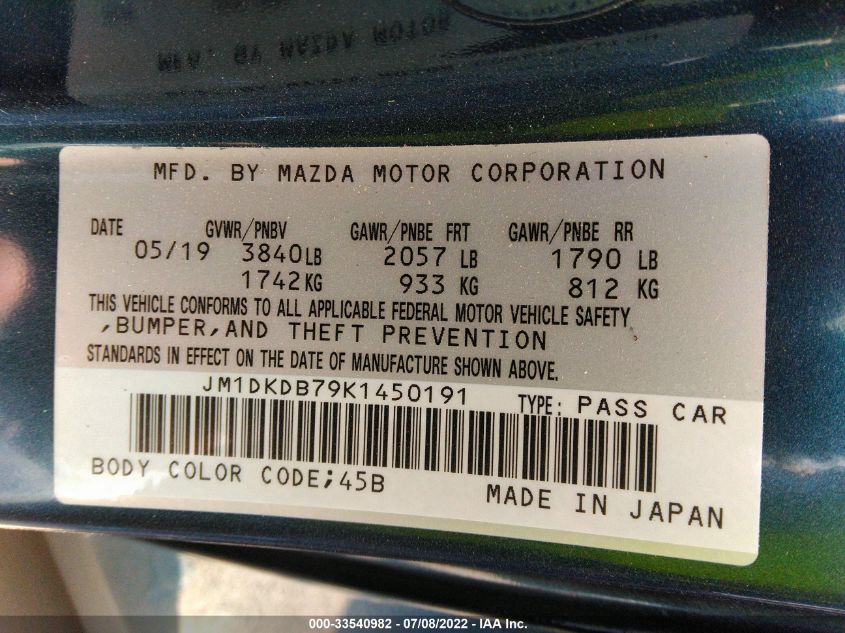 MFD. BY MAZDA MOTOR CORPORATION
DATE GVWR/PNBV GAWR/PNBE FRT GAWR/PNBE RR
05/19 3840LB 2057 LB 1790 LB
1742KG 933 KG 812 KG
THIS VEHICLE CONFORMS TO ALL APPLICABLE FEDERAL MOTOR VEHICLE SAFETY
,BUMPER,AND THEFT PREVENTION
STANDARDS IN EFFECT ON THE DATE OF MANUFACTURE SHOWN ABOVE.
JM1DKDB79K1450191 TYPE: PASS CAR
BODY COLOR CODE;45B MADE IN JAPAN
000-33540982 / 07/08/2022 - IAA Inc.